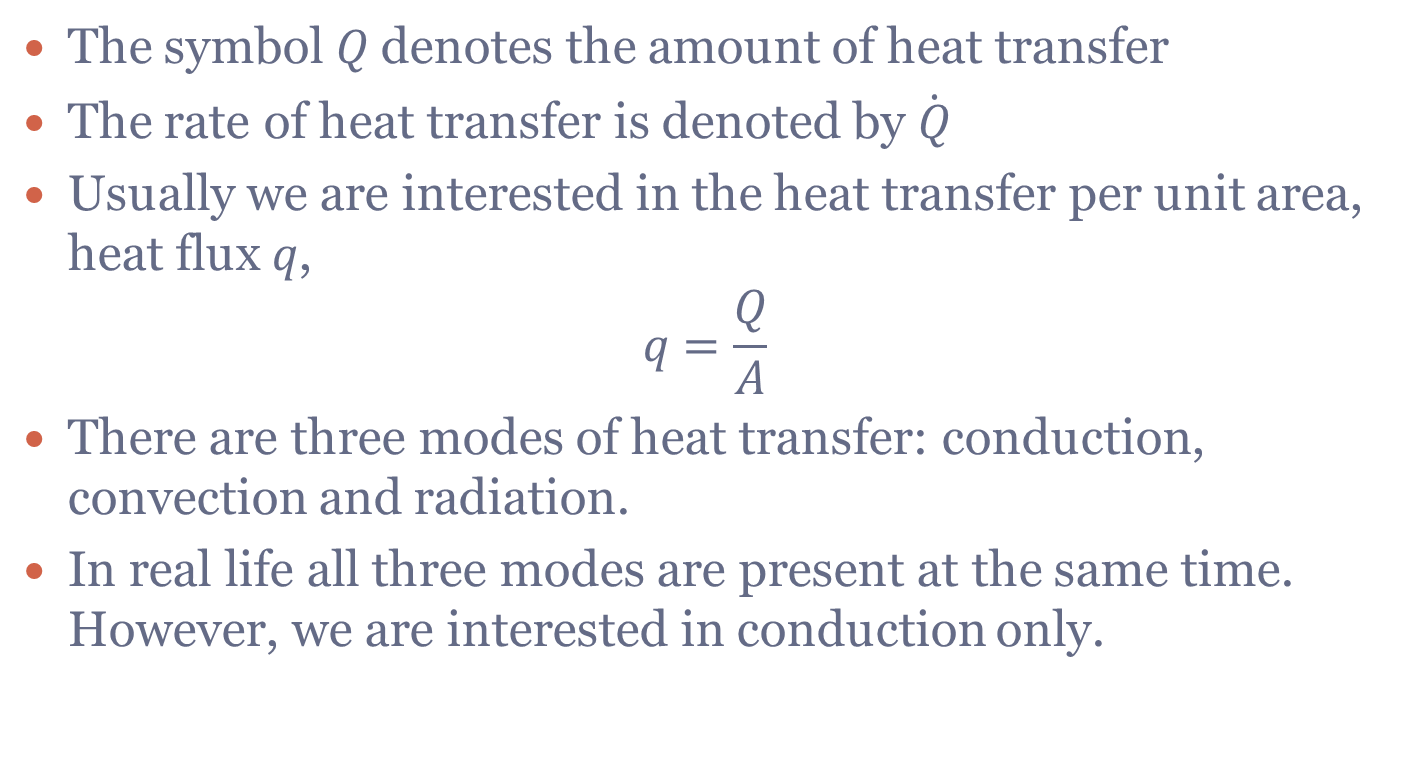 • The symbol Q denotes the amount of heat transfer
• The rate of heat transfer is denoted by Q̇
• Usually we are interested in the heat transfer per unit area,
heat flux q,
q = Q/A
• There are three modes of heat transfer: conduction,
convection and radiation.
• In real life all three modes are present at the same time.
However, we are interested in conduction only.